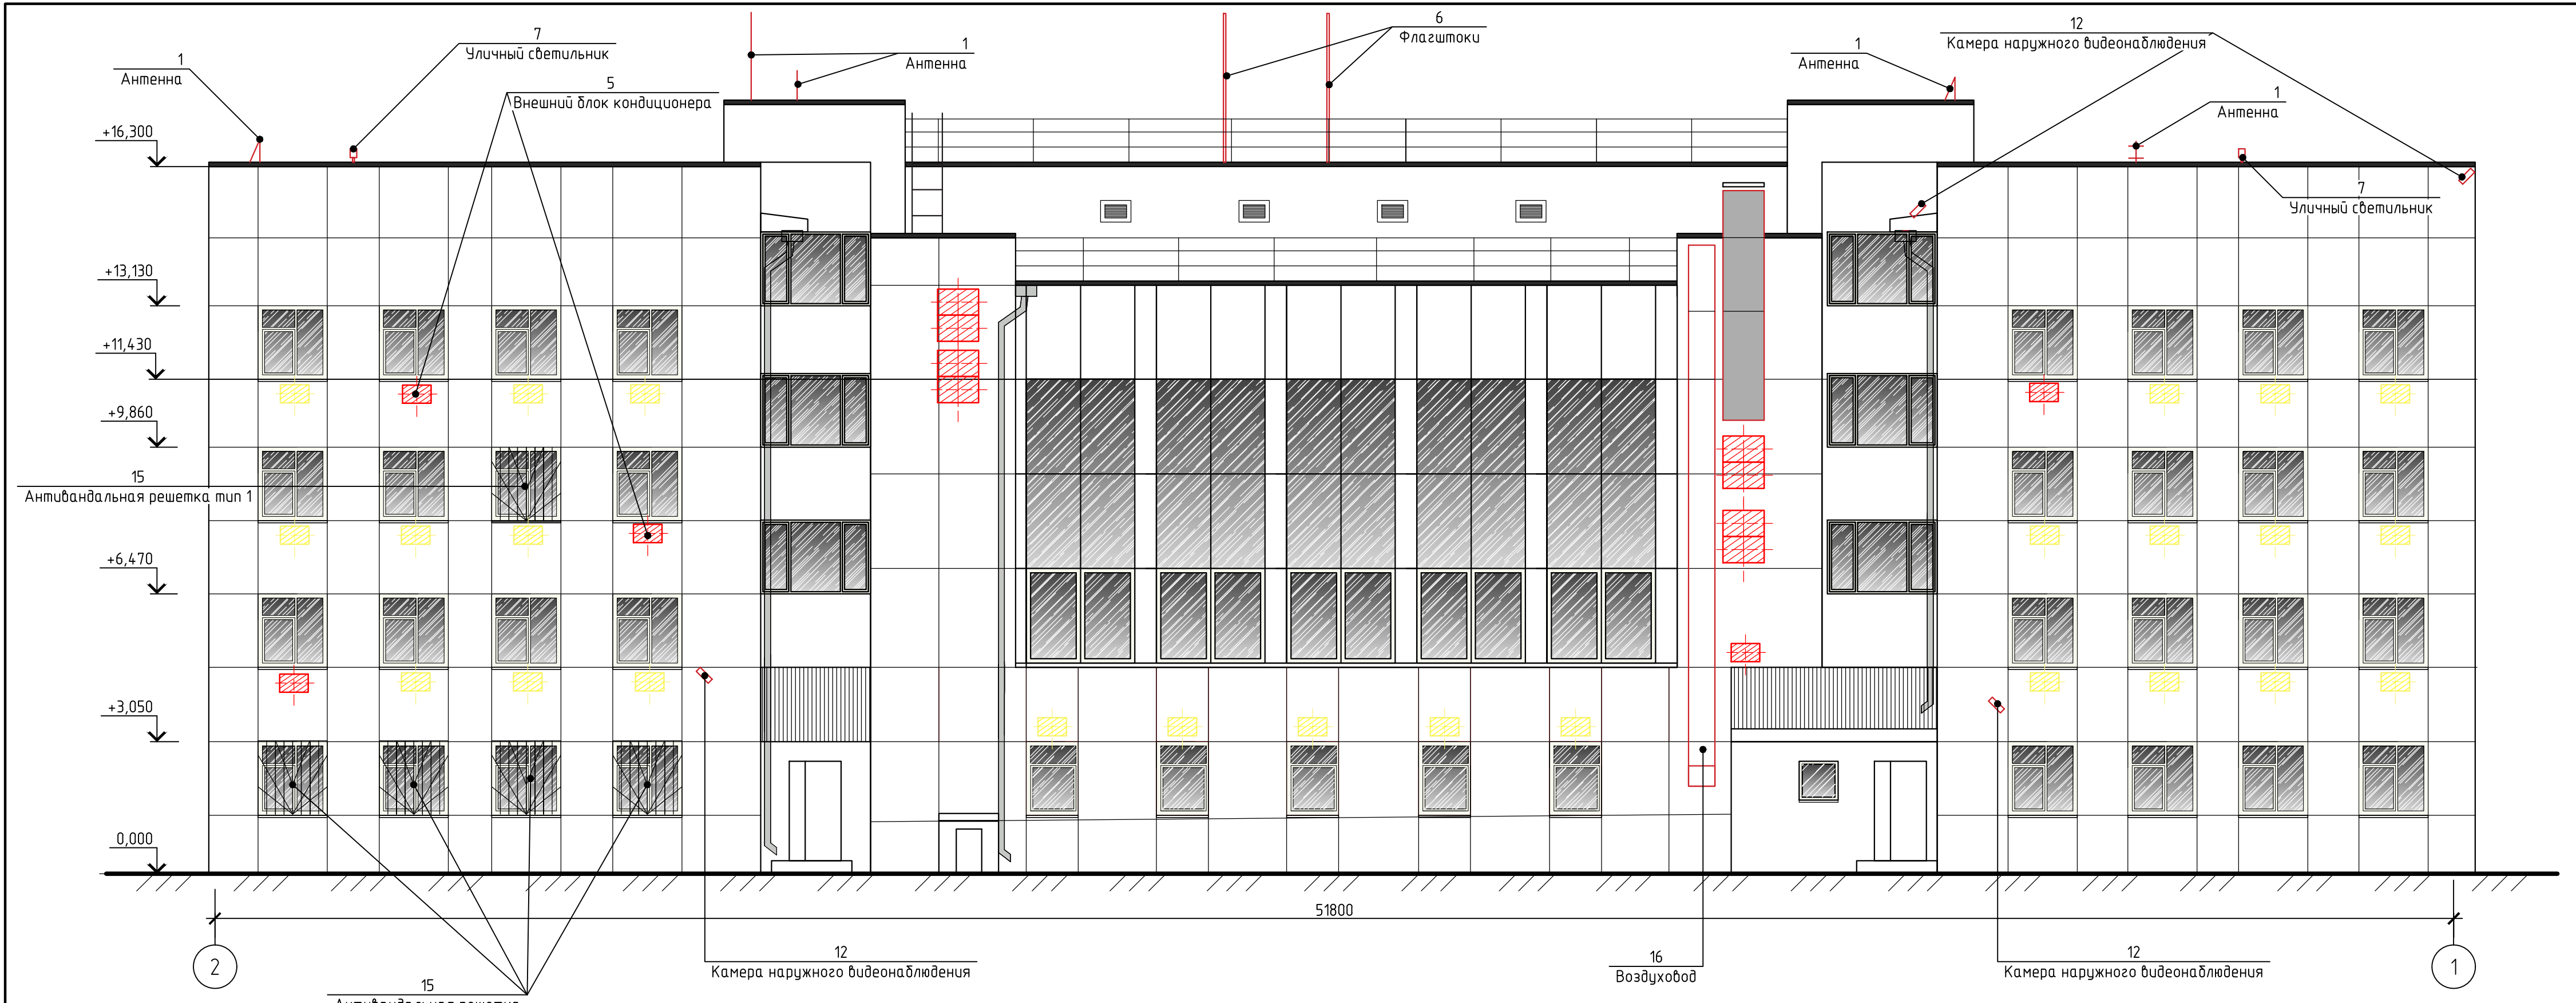 1
Антенна
7
Уличный светильник
5
Внешний блок кондиционера
1
Антенна
6
Флагштоки
1
Антенна
12
Камера наружного видеонаблюдения
1
Антенна
7
Уличный светильник
+16,300
+13,130
+11,430
+9,860
15
Антивандальная решетка тип 1
+6,470
+3,050
0,000
51800
2
1
12
Камера наружного видеонаблюдения
16
Воздуховод
12
Камера наружного видеонаблюдения
15